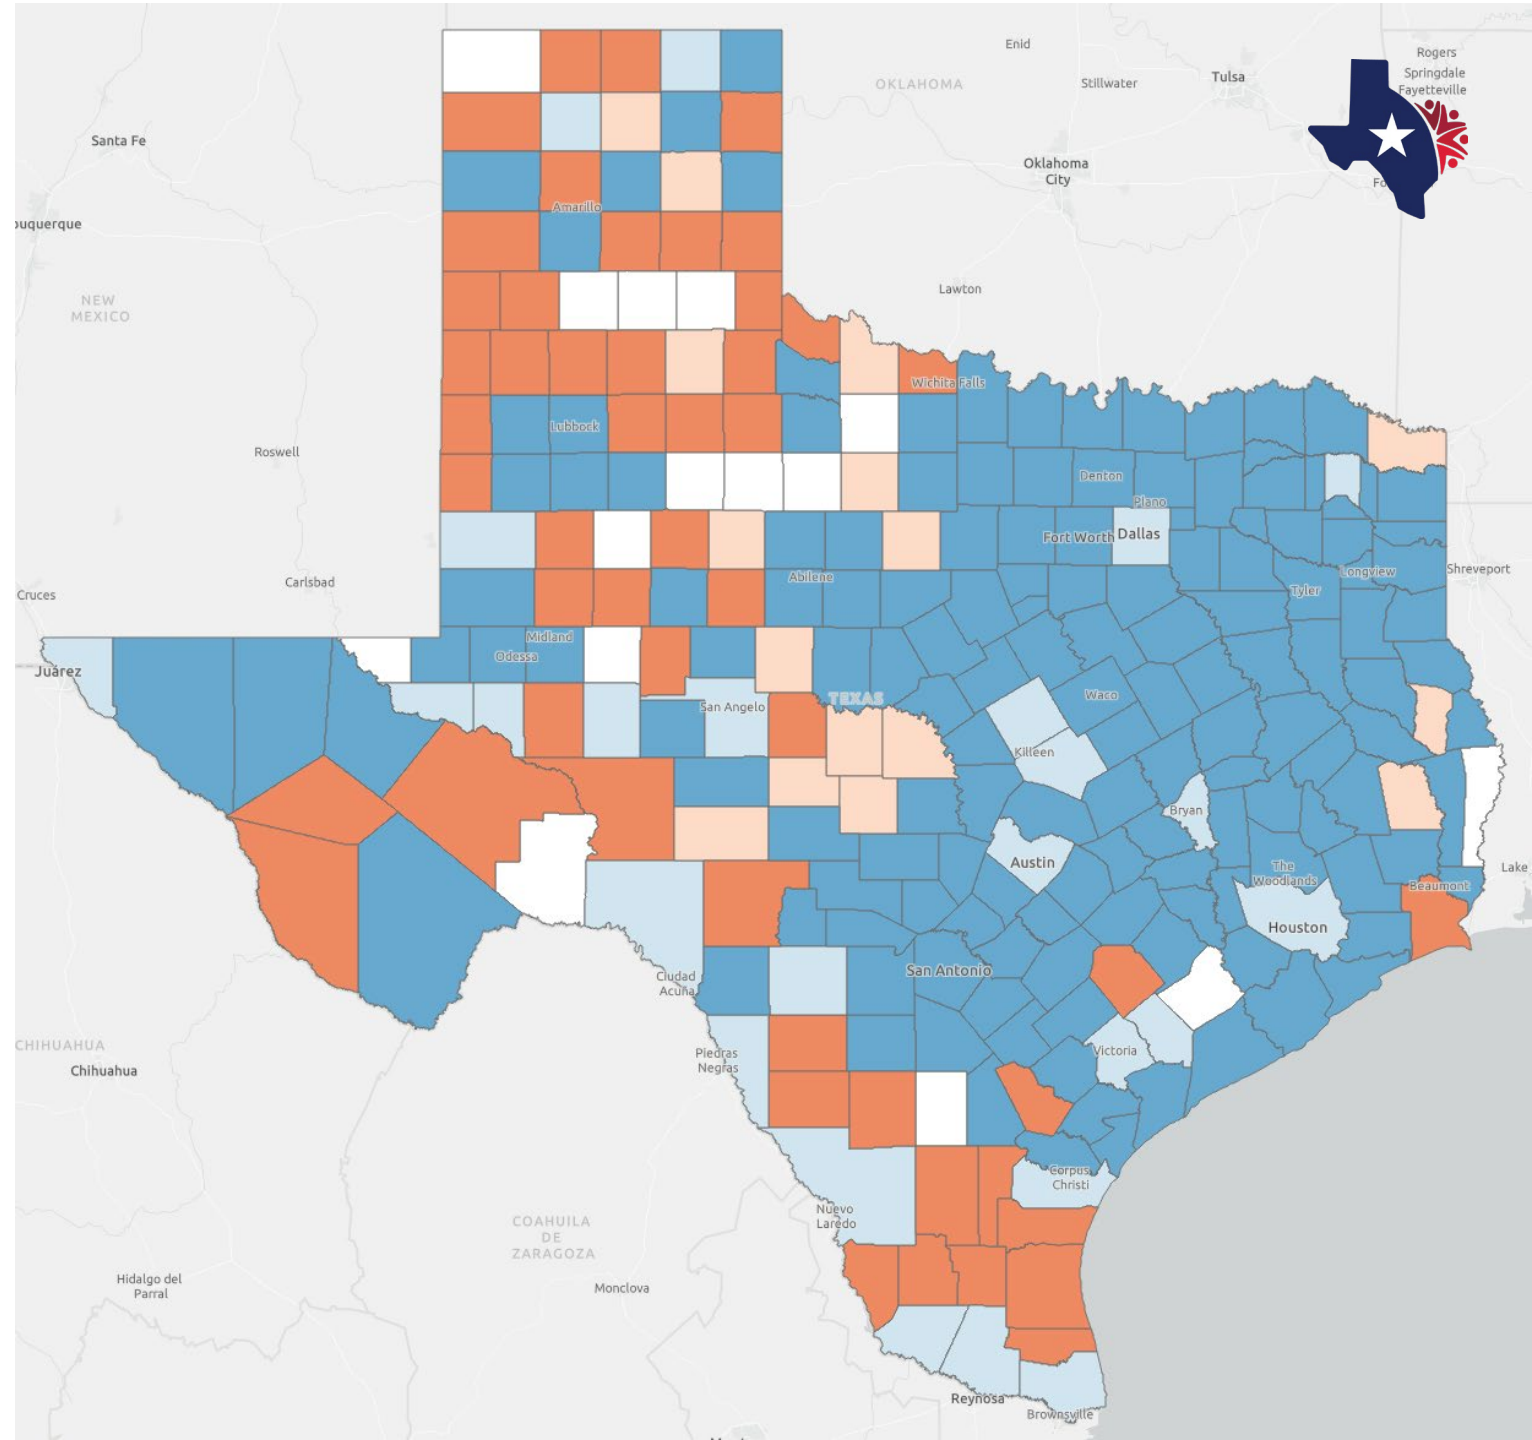 Enid
Rogers
OKLAHOMA
Stillwater
Tulsa
Springdale
Fayetteville
Santa Fe
Oklahoma
City
Fo
Amarillo
buquerque
NEW
MEXICO
Lawton
Wichita Falls
Lubbock
Roswell
Denton
Plano
Fort Worth
Dallas
Carlsbad
Abilene
Longview
Shreveport
Cruces
Tyler
Midland
Odessa
Juárez
TEXAS
Waco
San Angelo
Killeen
Bryan
Austin
The
Woodlands
Lake
Beaumont
Houston
San Antonio
Ciudad
Acuña
CHIHUAHUA
Chihuahua
Piedras
Negras
Victoria
Corpus
Christi
Nuevo
Laredo
COAHUILA
DE
ZARAGOZA
Hidalgo del
Parral
Monclova
Reynosa
Brownsville